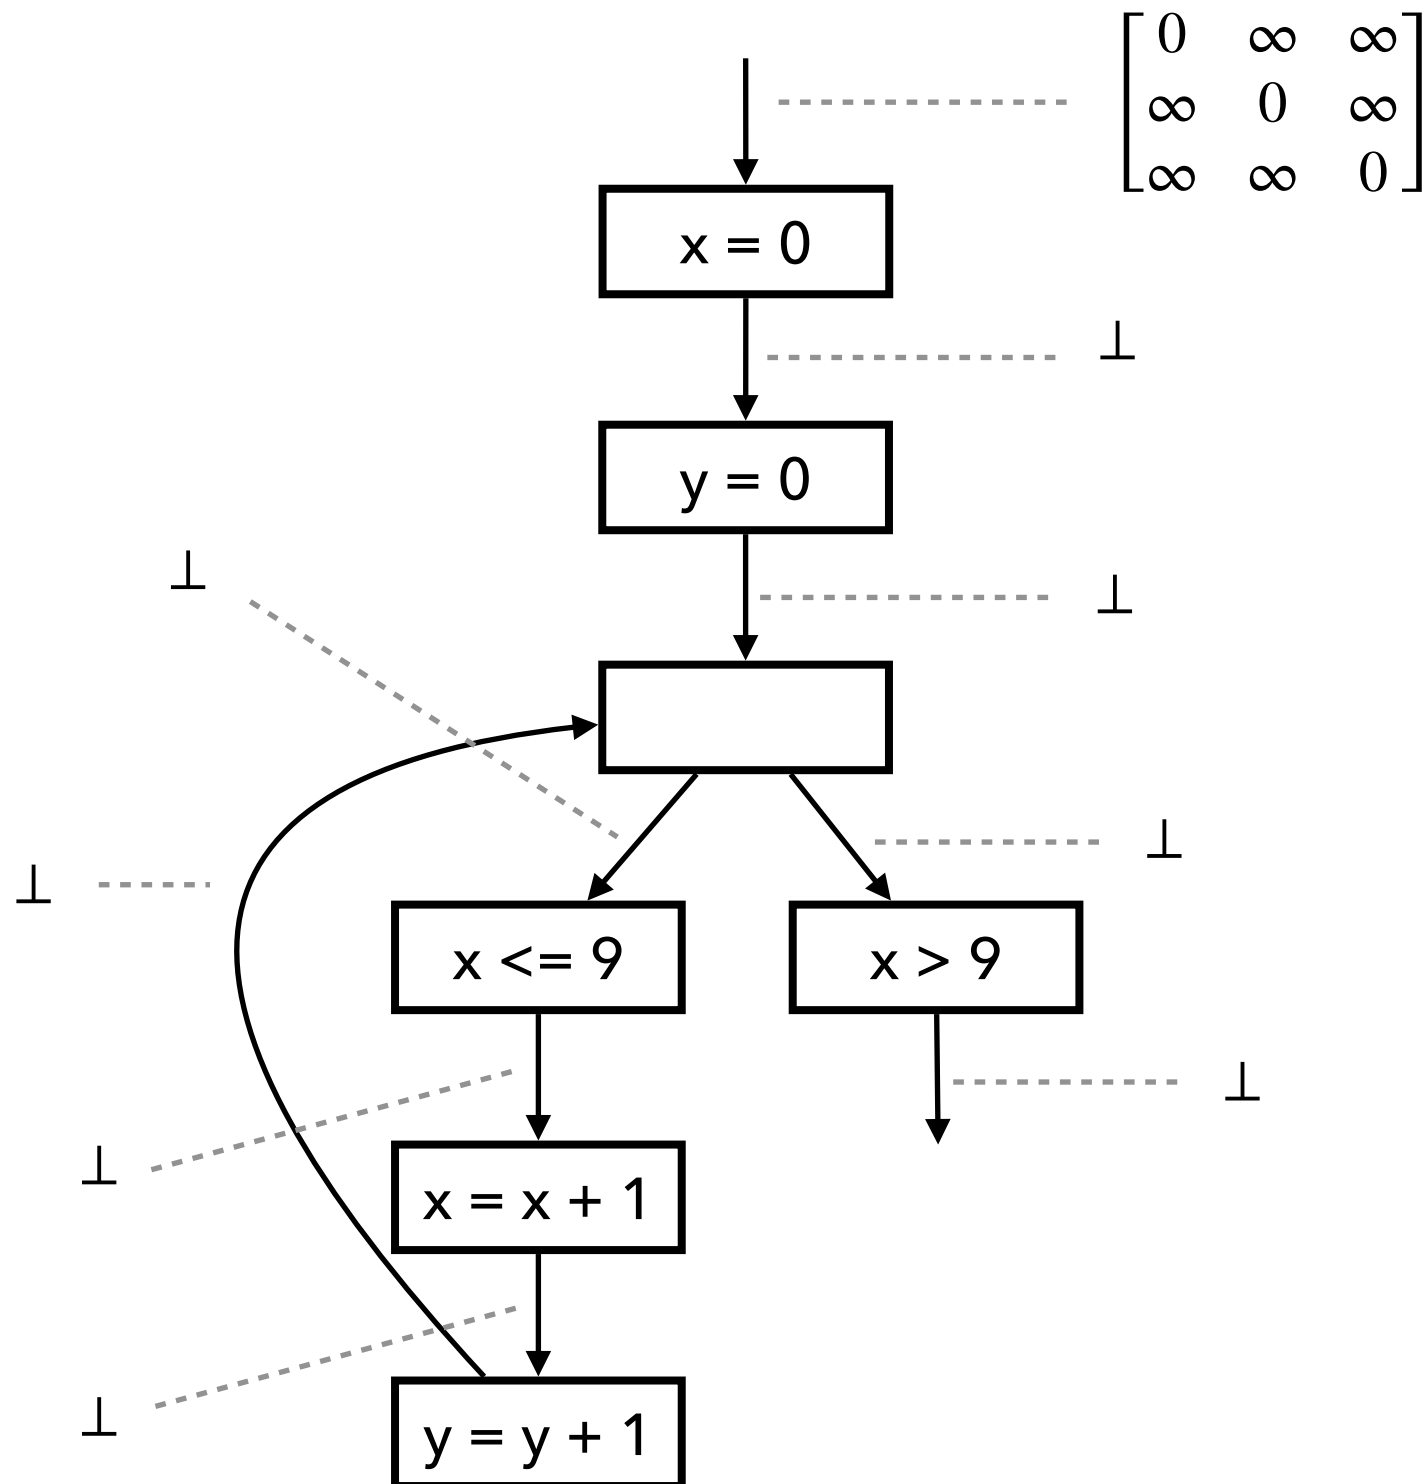 0 ∞ ∞
∞ 0 ∞
∞ ∞ 0
x = 0
⊥
y = 0
⊥
⊥
⊥
⊥
x <= 9
x > 9
⊥
⊥
x = x + 1
⊥
y = y + 1